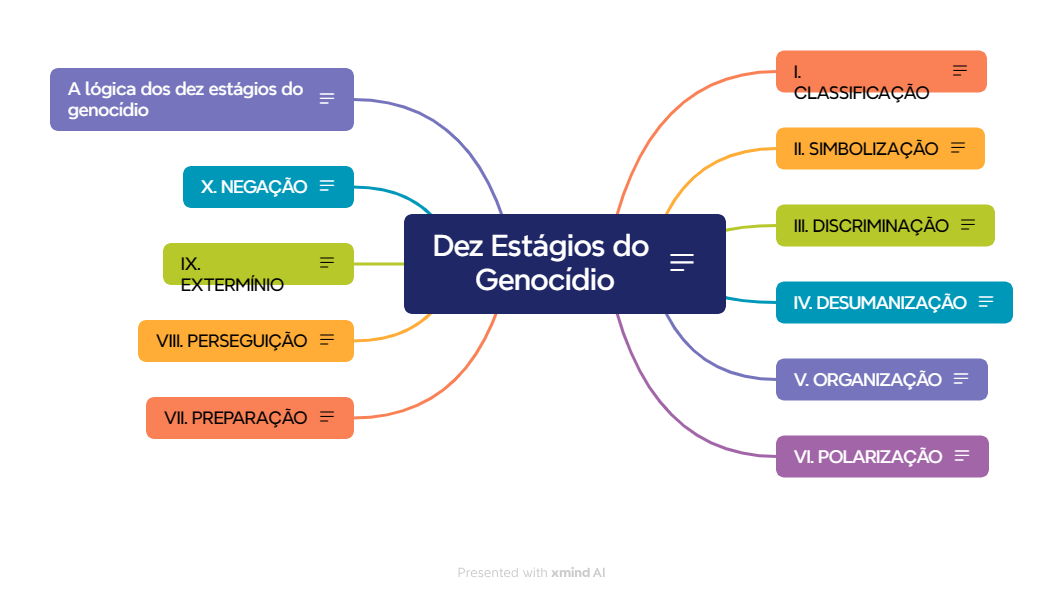 Dez Estágios do
Genocídio
I.
CLASSIFICAÇÃO
II. SIMBOLIZAÇÃO
III. DISCRIMINAÇÃO
IV. DESUMANIZAÇÃO
V. ORGANIZAÇÃO
VI. POLARIZAÇÃO
VII. PREPARAÇÃO
VIII. PERSEGUIÇÃO
IX.
EXTERMÍNIO
X. NEGAÇÃO
A lógica dos dez estágios do
genocídio
Presented with xmind AI